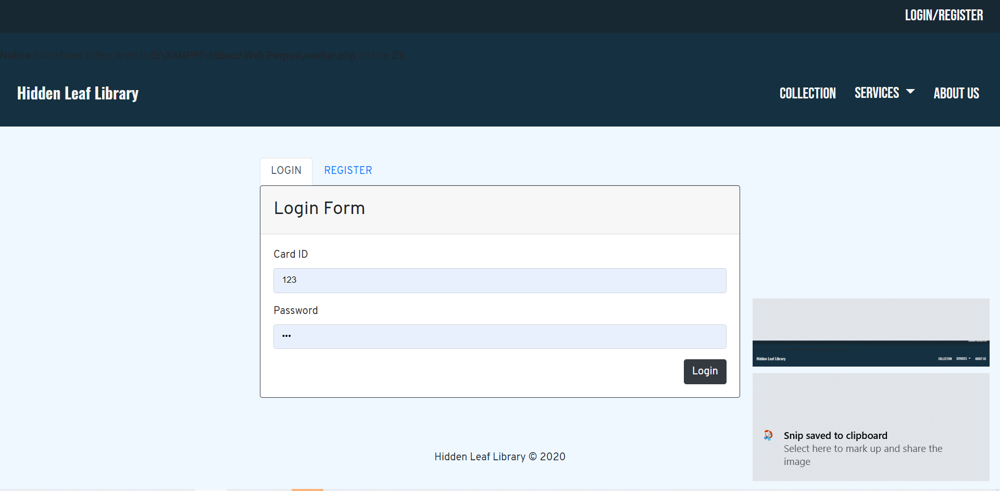 LOGIN/REGISTER
Notice: Undefined index: level in D:\XAMPP1\htdocs\Web Perpus\navbar.php on line 25
Hidden Leaf Library
COLLECTION SERVICES ABOUT US
LOGIN REGISTER
Login Form
Card ID
123
Password
•••
Login
Hidden Leaf Library
COLLECTION SERVICES ABOUT US
Snip saved to clipboard
Select here to mark up and share the
image
Hidden Leaf Library © 2020